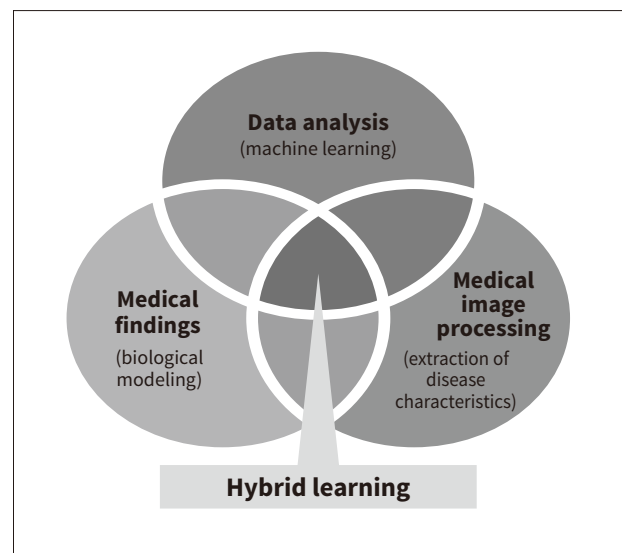 Data analysis
(machine learning)
Medical
findings
(biological
modeling)
Medical
image
processing
(extraction of
disease
characteristics)
Hybrid learning